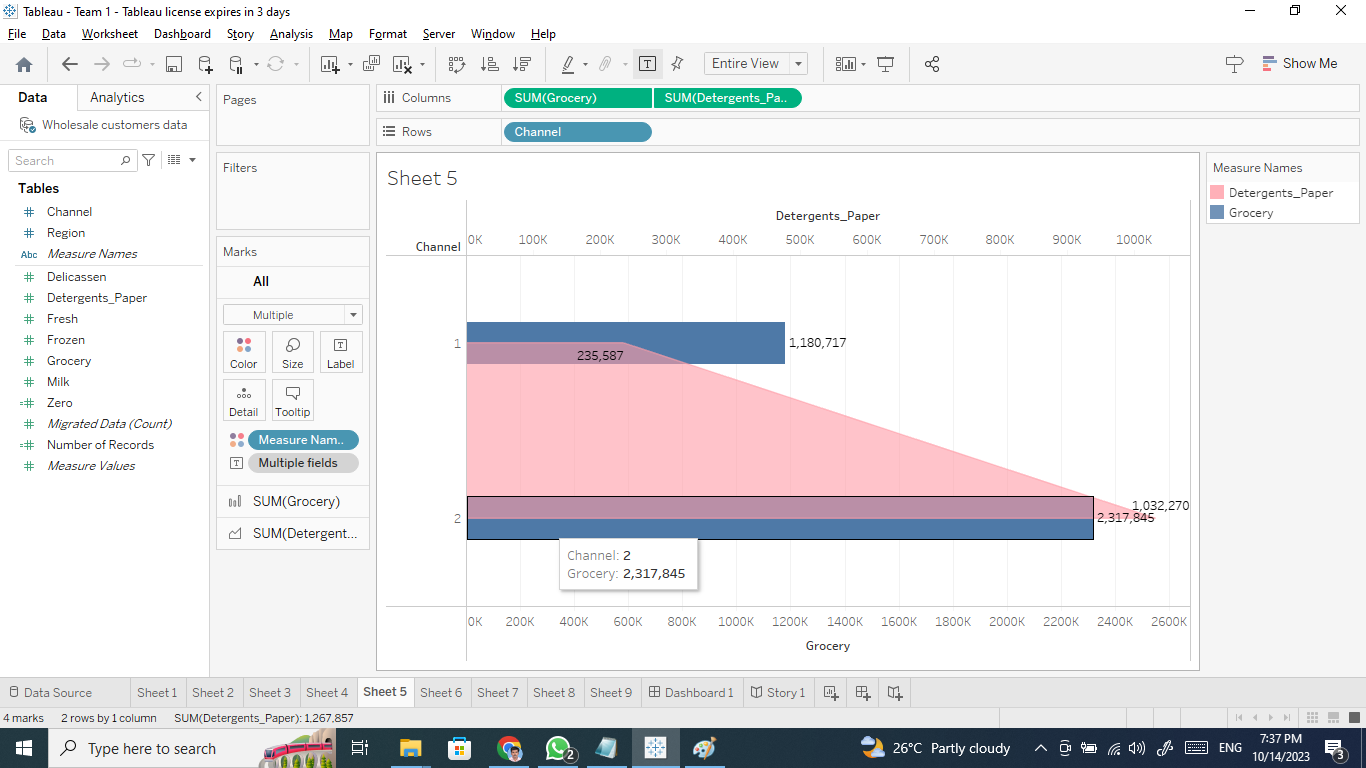 Tableau - Team 1 - Tableau license expires in 3 days
File Data Worksheet Dashboard Story Analysis Map Format Server Window Help
Entire View
Show Me
Data Analytics
Wholesale customers data
Search
Tables
Channel
Region
Abc Measure Names
Delicassen
Detergents_Paper
Fresh
Frozen
Grocery
Milk
Zero
Migrated Data (Count)
Number of Records
Measure Values
Pages
Filters
Marks
All
Multiple
Color Size Label
Detail Tooltip
Measure Nam..
Multiple fields
SUM(Grocery)
SUM(Detergent...
Columns SUM(Grocery) SUM(Detergents_Pa..
Rows Channel
Sheet 5
Detergents_Paper
Channel 0K 100K 200K 300K 400K 500K 600K 700K 800K 900K 1000K
1 1,180,717
235,587
1,032,270
2 2,317,845
Channel: 2
Grocery: 2,317,845
0K 200K 400K 600K 800K 1000K 1200K 1400K 1600K 1800K 2000K 2200K 2400K 2600K
Grocery
Measure Names
Detergents_Paper
Grocery
Data Source Sheet 1 Sheet 2 Sheet 3 Sheet 4 Sheet 5 Sheet 6 Sheet 7 Sheet 8 Sheet 9 Dashboard 1 Story 1
4 marks 2 rows by 1 column SUM(Detergents_Paper): 1,267,857
Type here to search
2
26°C Partly cloudy
ENG
7:37 PM
10/14/2023
3